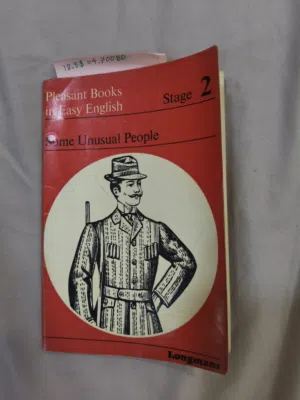 Pleasant Books
in Easy English
Stage 2
Some Unusual People
Longmans